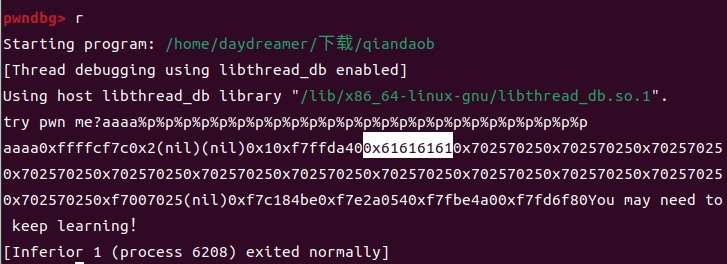 pwndbg> r
Starting program: /home/daydreamer/下载/qiandaob
[Thread debugging using libthread_db enabled]
Using host libthread_db library "/lib/x86_64-linux-gnu/libthread_db.so.1".
try pwn me?aaaa%p%p%p%p%p%p%p%p%p%p%p%p%p%p%p%p%p%p%p%p%p%p%p%p%p%p%p
aaaa0xffffcf7c0x2(nil)(nil)0x10xf7ffda400x616161610x702570250x702570250x70257025
0x702570250x702570250x702570250x702570250x702570250x702570250x702570250x70257025
0x702570250xf7007025(nil)0xf7c184be0xf7e2a0540xf7fbe4a00xf7fd6f80You may need to
keep learning!
[Inferior 1 (process 6208) exited normally]